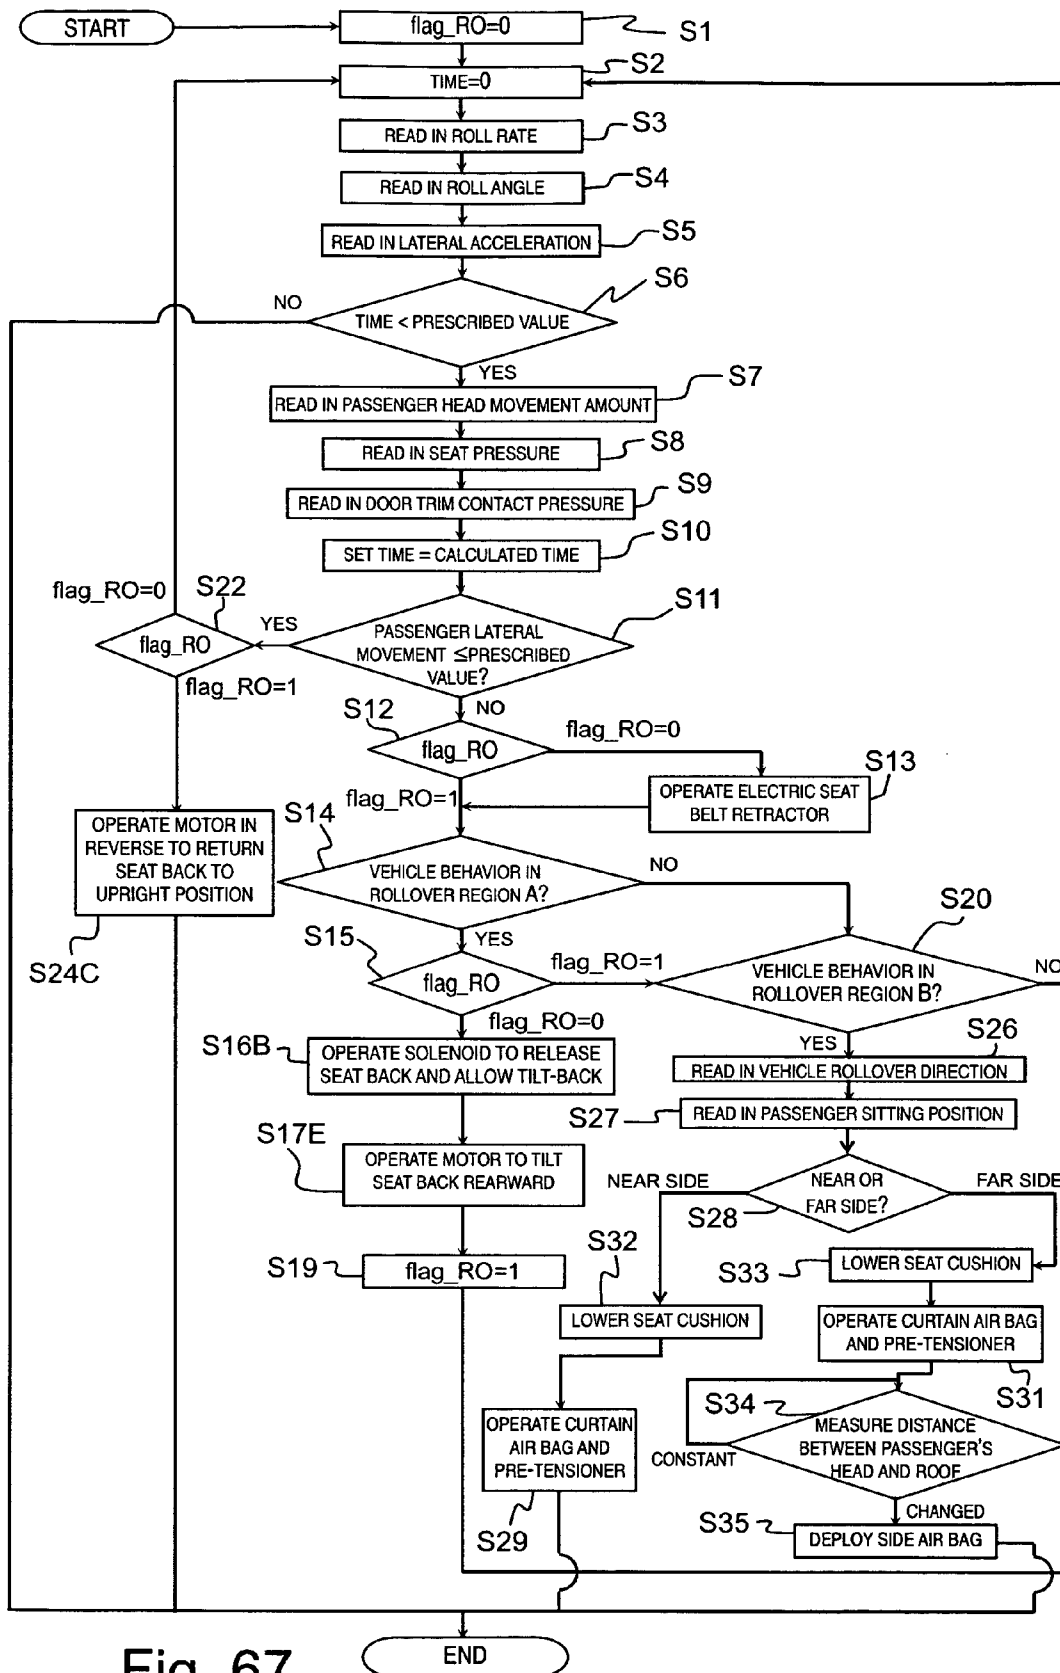 START
flag_RO=0
S1
S2
TIME=0
S3
READ IN ROLL RATE
S4
READ IN ROLL ANGLE
S5
READ IN LATERAL ACCELERATION
S6
NO
TIME < PRESCRIBED VALUE
YES
S7
READ IN PASSENGER HEAD MOVEMENT AMOUNT
S8
READ IN SEAT PRESSURE
S9
READ IN DOOR TRIM CONTACT PRESSURE
S10
SET TIME = CALCULATED TIME
flag_RO=0
S22
S11
YES
flag_RO
PASSENGER LATERAL
MOVEMENT ≤PRESCRIBED
VALUE?
flag_RO=1
NO
S12
flag_RO=0
flag_RO
S13
OPERATE ELECTRIC SEAT
BELT RETRACTOR
flag_RO=1
S14
OPERATE MOTOR IN
REVERSE TO RETURN
SEAT BACK TO
UPRIGHT POSITION
S24C
VEHICLE BEHAVIOR IN
ROLLOVER REGION A?
NO
S20
YES
S15
flag_RO
flag_RO=1
VEHICLE BEHAVIOR IN
ROLLOVER REGION B?
NO
flag_RO=0
YES
S26
S16B
OPERATE SOLENOID TO RELEASE
SEAT BACK AND ALLOW TILT-BACK
READ IN VEHICLE ROLLOVER DIRECTION
S27
READ IN PASSENGER SITTING POSITION
S17E
OPERATE MOTOR TO TILT
SEAT BACK REARWARD
NEAR SIDE
NEAR OR
FAR SIDE?
FAR SIDE
S28
S32
S33
LOWER SEAT CUSHION
S19
flag_RO=1
LOWER SEAT CUSHION
OPERATE CURTAIN AIR BAG
AND PRE-TENSIONER
S31
S34
OPERATE CURTAIN
AIR BAG AND
PRE-TENSIONER
CONSTANT
MEASURE DISTANCE
BETWEEN PASSENGER'S
HEAD AND ROOF
S29
CHANGED
S35
DEPLOY SIDE AIR BAG
END
Fig. 67